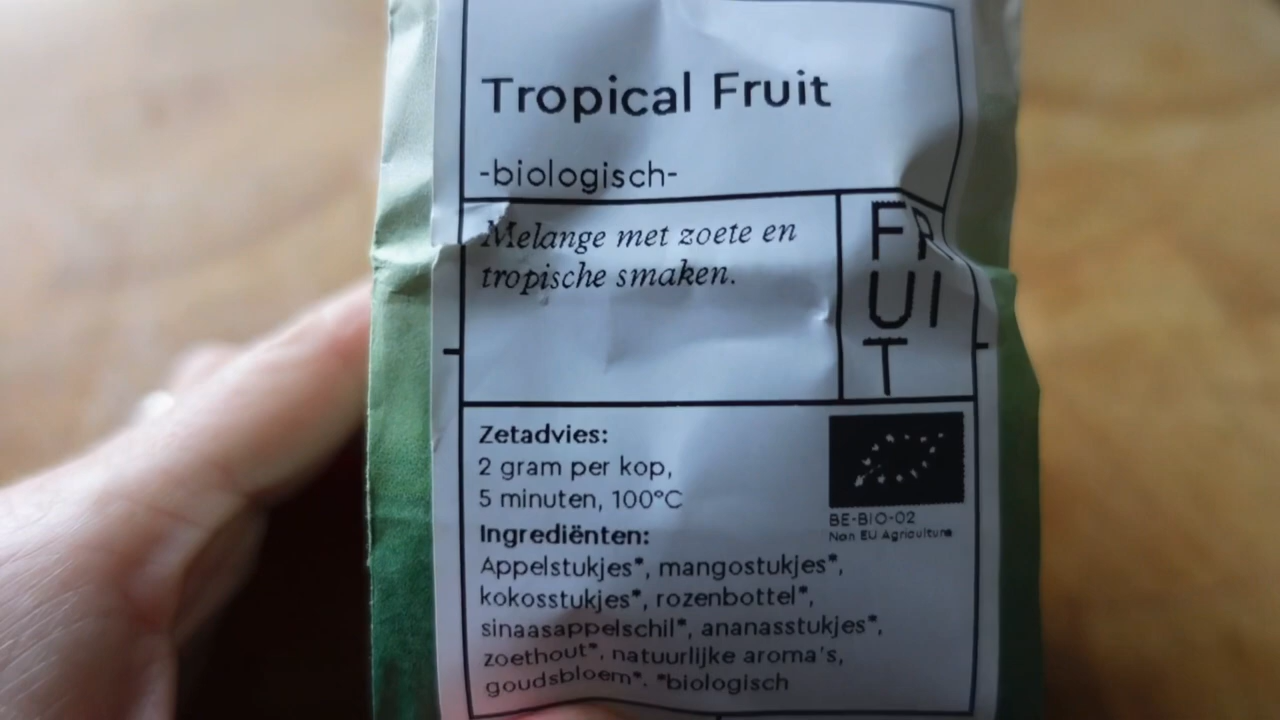 Tropical Fruit
-biologisch-
Melange met zoete en
tropische smaken.
FR
UI
T
Zetadvies:
2 gram per kop,
5 minuten, 100°C
BE-BIO-02
Non EU Agriculture
Ingrediënten:
Appelstukjes*, mangostukjes*,
kokosstukjes*, rozenbottel*,
sinaasappelschil*, ananasstukjes*,
zoethout*, natuurlijke aroma's,
goudsbloem*. *biologisch